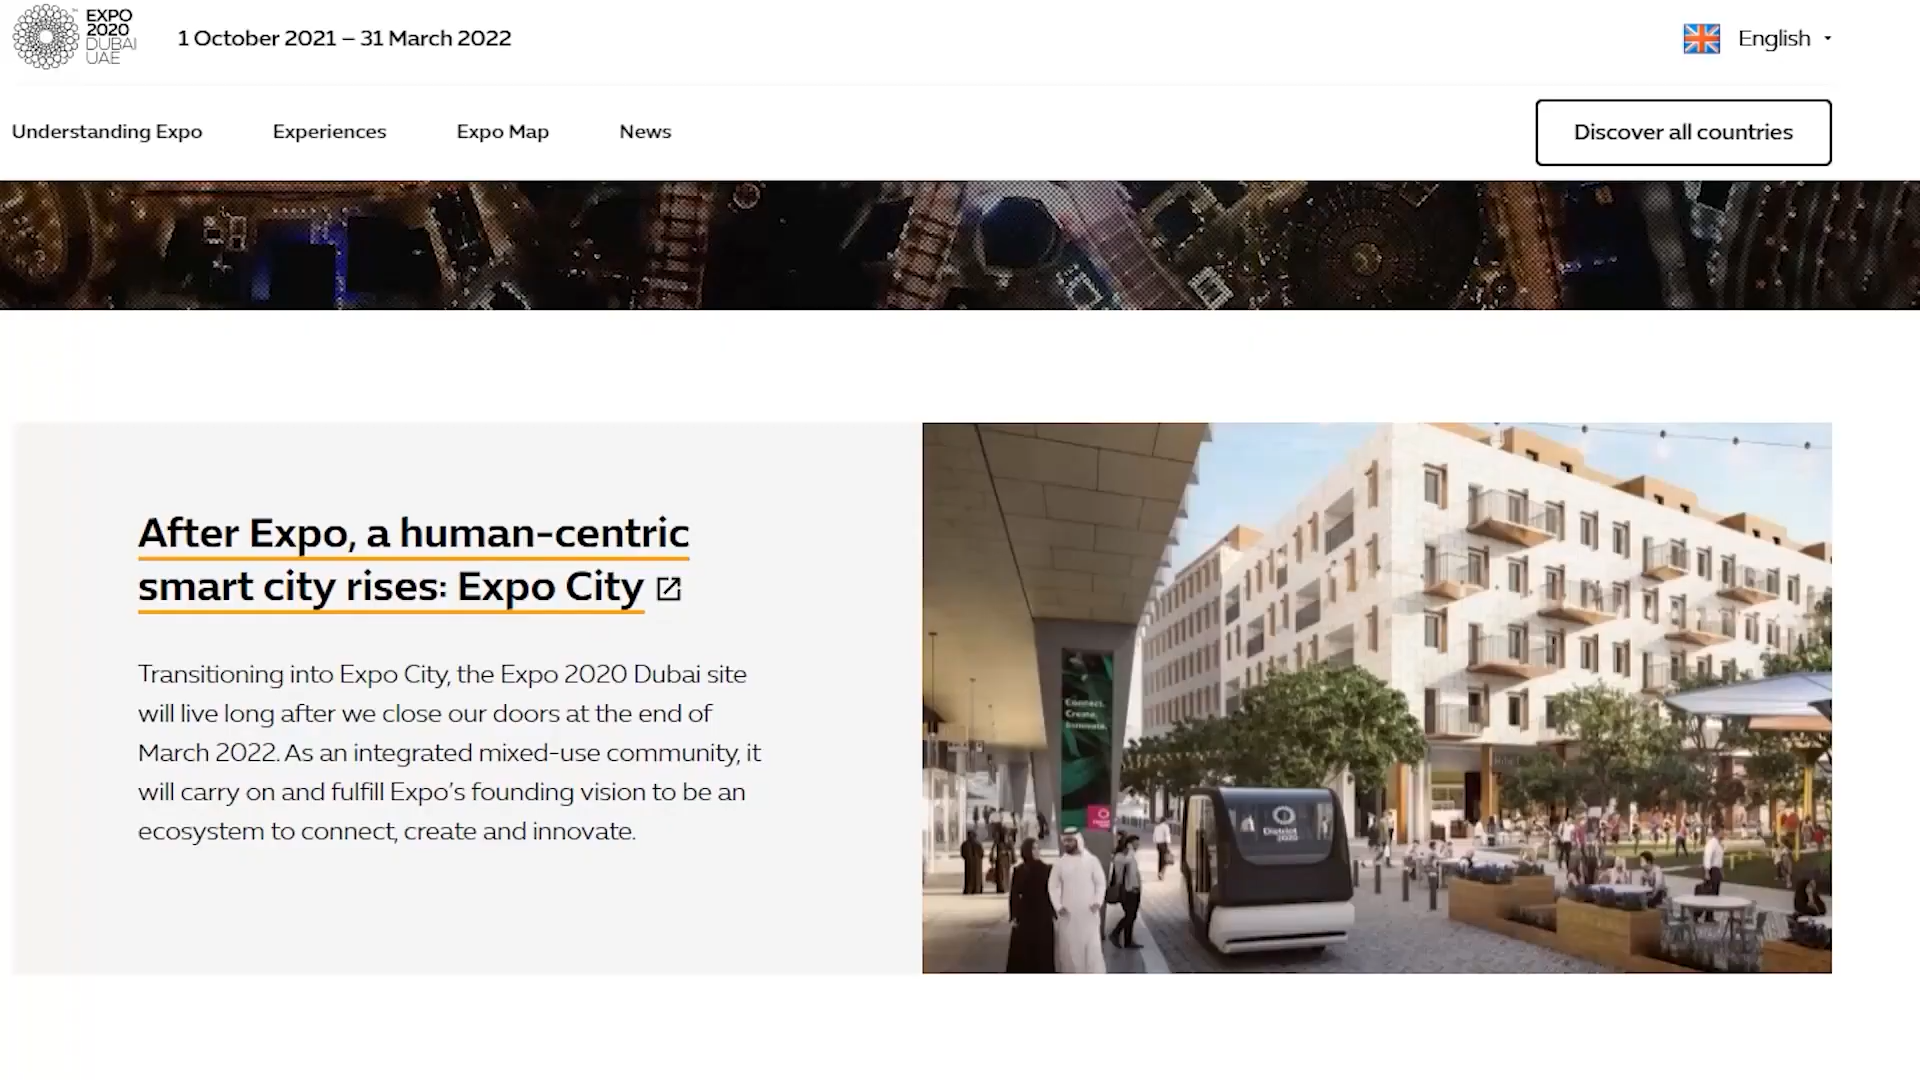 EXPO
2020
DUBAI
UAE
1 October 2021 – 31 March 2022
English
Understanding Expo
Experiences
Expo Map
News
Discover all countries
After Expo, a human-centric
smart city rises: Expo City
Transitioning into Expo City, the Expo 2020 Dubai site
will live long after we close our doors at the end of
March 2022. As an integrated mixed-use community, it
will carry on and fulfill Expo’s founding vision to be an
ecosystem to connect, create and innovate.
Connect.
Create.
Innovate.
District
2020